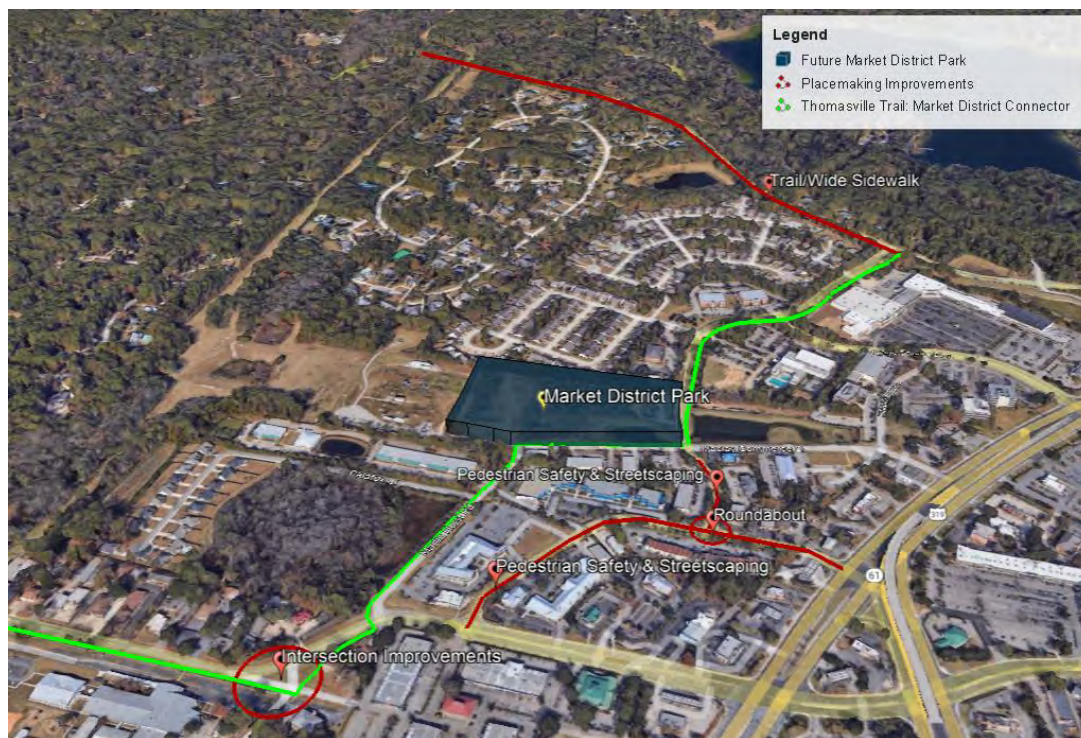 Legend
Future Market District Park
Placemaking Improvements
Thomasville Trail: Market District Connector
Trail/Wide Sidewalk
Market District Park
Pedestrian Safety & Streetscaping
Roundabout
319
61
Pedestrian Safety & Streetscaping
Intersection Improvements